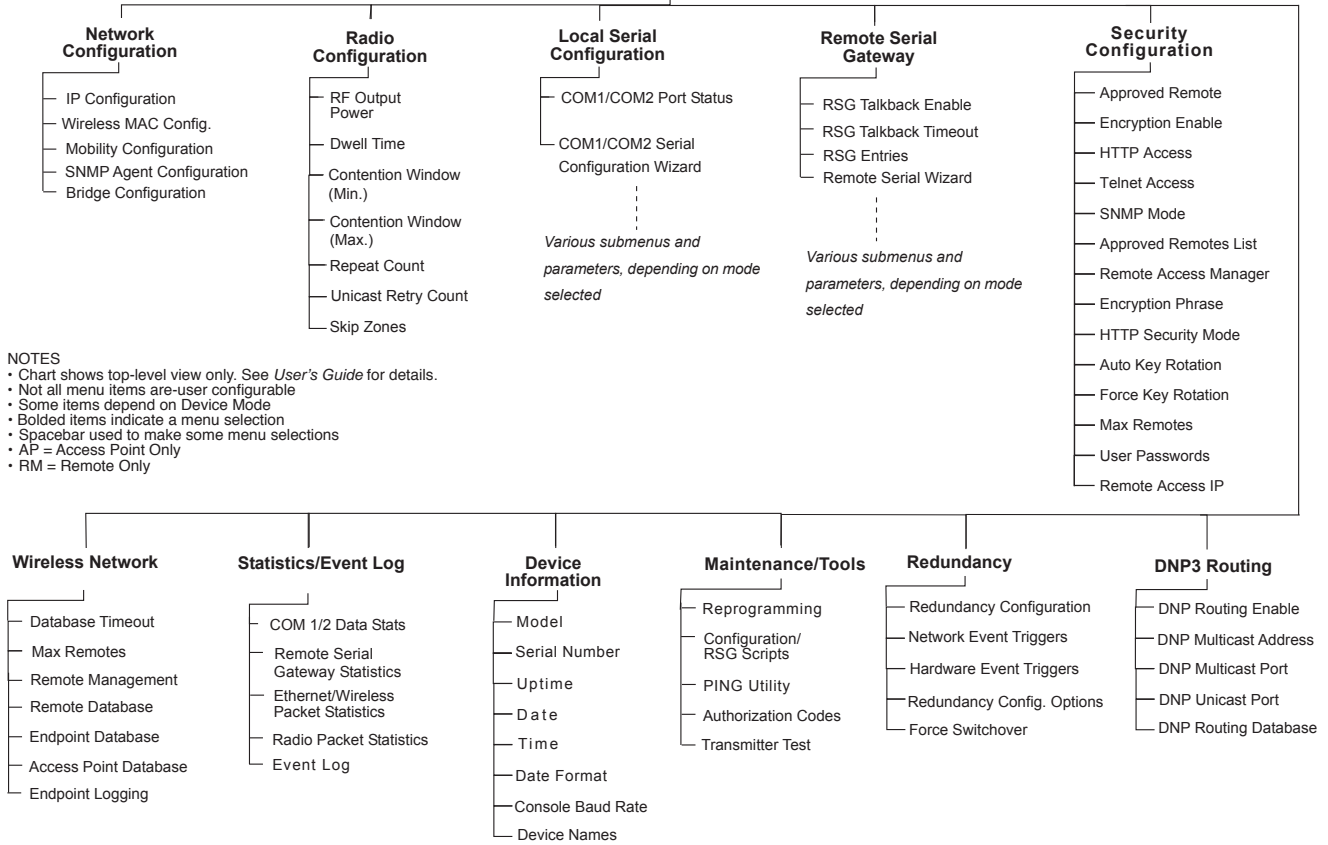 Network
Configuration
IP Configuration
Wireless MAC Config.
Mobility Configuration
SNMP Agent Configuration
Bridge Configuration
Radio
Configuration
RF Output
Power
Dwell Time
Contention Window
(Min.)
Contention Window
(Max.)
Repeat Count
Unicast Retry Count
Skip Zones
Local Serial
Configuration
COM1/COM2 Port Status
COM1/COM2 Serial
Configuration Wizard
Various submenus and
parameters, depending on mode
selected
Remote Serial
Gateway
RSG Talkback Enable
RSG Talkback Timeout
RSG Entries
Remote Serial Wizard
Various submenus and
parameters, depending on mode
selected
Security
Configuration
Approved Remote
Encryption Enable
HTTP Access
Telnet Access
SNMP Mode
Approved Remotes List
Remote Access Manager
Encryption Phrase
HTTP Security Mode
Auto Key Rotation
Force Key Rotation
Max Remotes
User Passwords
Remote Access IP
NOTES
• Chart shows top-level view only. See User's Guide for details.
• Not all menu items are-user configurable
• Some items depend on Device Mode
• Bolded items indicate a menu selection
• Spacebar used to make some menu selections
• AP = Access Point Only
• RM = Remote Only
Wireless Network
Database Timeout
Max Remotes
Remote Management
Remote Database
Endpoint Database
Access Point Database
Endpoint Logging
Statistics/Event Log
COM 1/2 Data Stats
Remote Serial
Gateway Statistics
Ethernet/Wireless
Packet Statistics
Radio Packet Statistics
Event Log
Device
Information
Model
Serial Number
Uptime
Date
Time
Date Format
Console Baud Rate
Device Names
Maintenance/Tools
Reprogramming
Configuration/
RSG Scripts
PING Utility
Authorization Codes
Transmitter Test
Redundancy
Redundancy Configuration
Network Event Triggers
Hardware Event Triggers
Redundancy Config. Options
Force Switchover
DNP3 Routing
DNP Routing Enable
DNP Multicast Address
DNP Multicast Port
DNP Unicast Port
DNP Routing Database